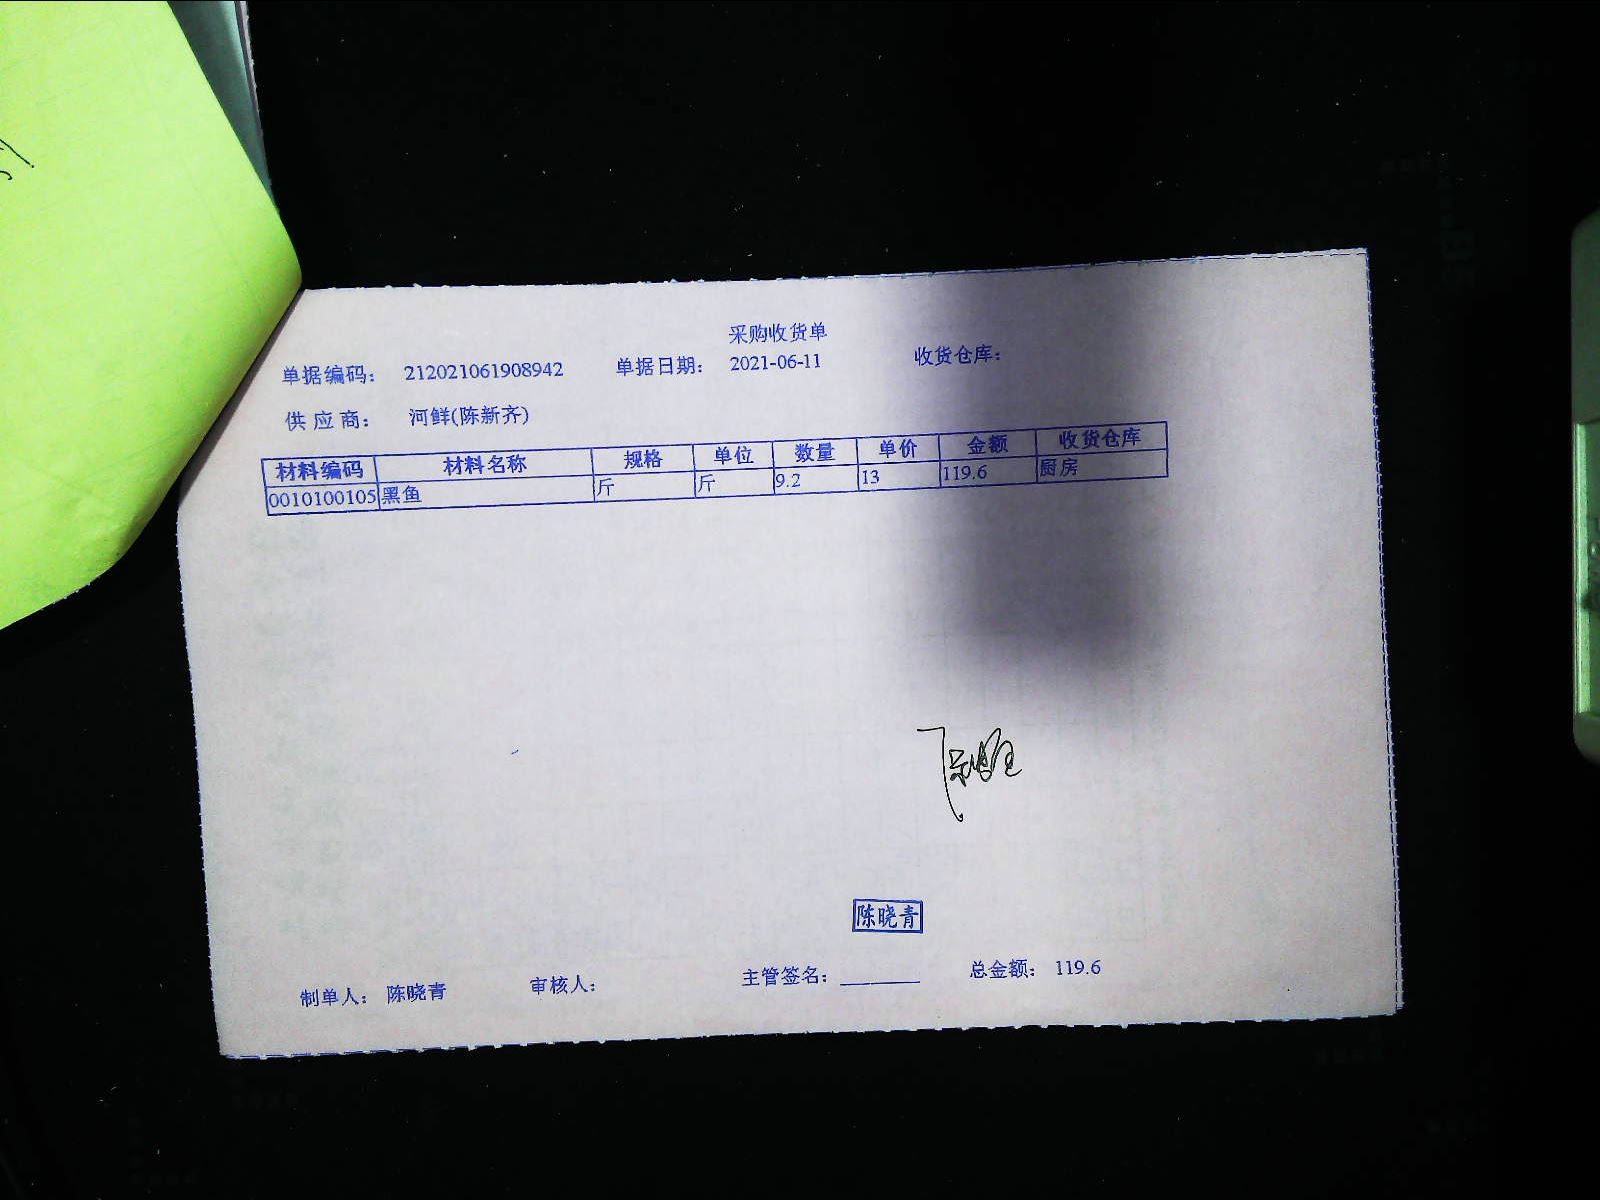 采购收货单
单据编码： 212021061908942 单据日期： 2021-06-11 收货仓库：
供应商： 河鲜(陈新齐)
材料编码 材料名称 规格 单位 数量 单价 金额 收货仓库
0010100105 黑鱼 斤 斤 9.2 13 119.6 厨房
陈晓青
制单人： 陈晓青 审核人： 主管签名：________ 总金额： 119.6